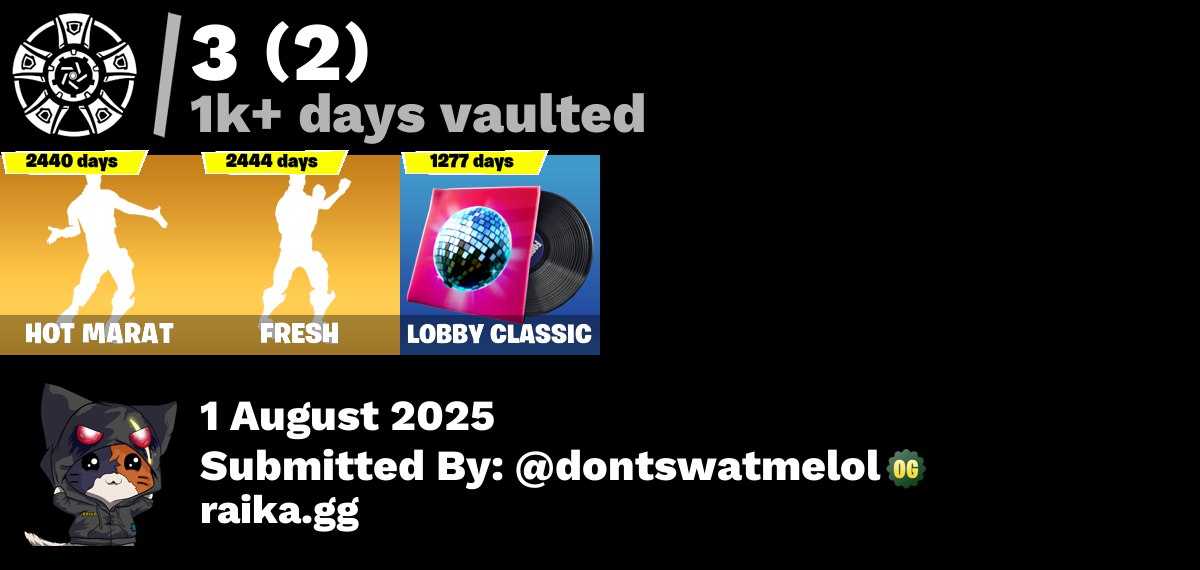 3 (2)
1k+ days vaulted
2440 days
2444 days
1277 days
HOT MARAT
FRESH
LOBBY CLASSIC
1 August 2025
Submitted By: @dontswatmelol OG
raika.gg